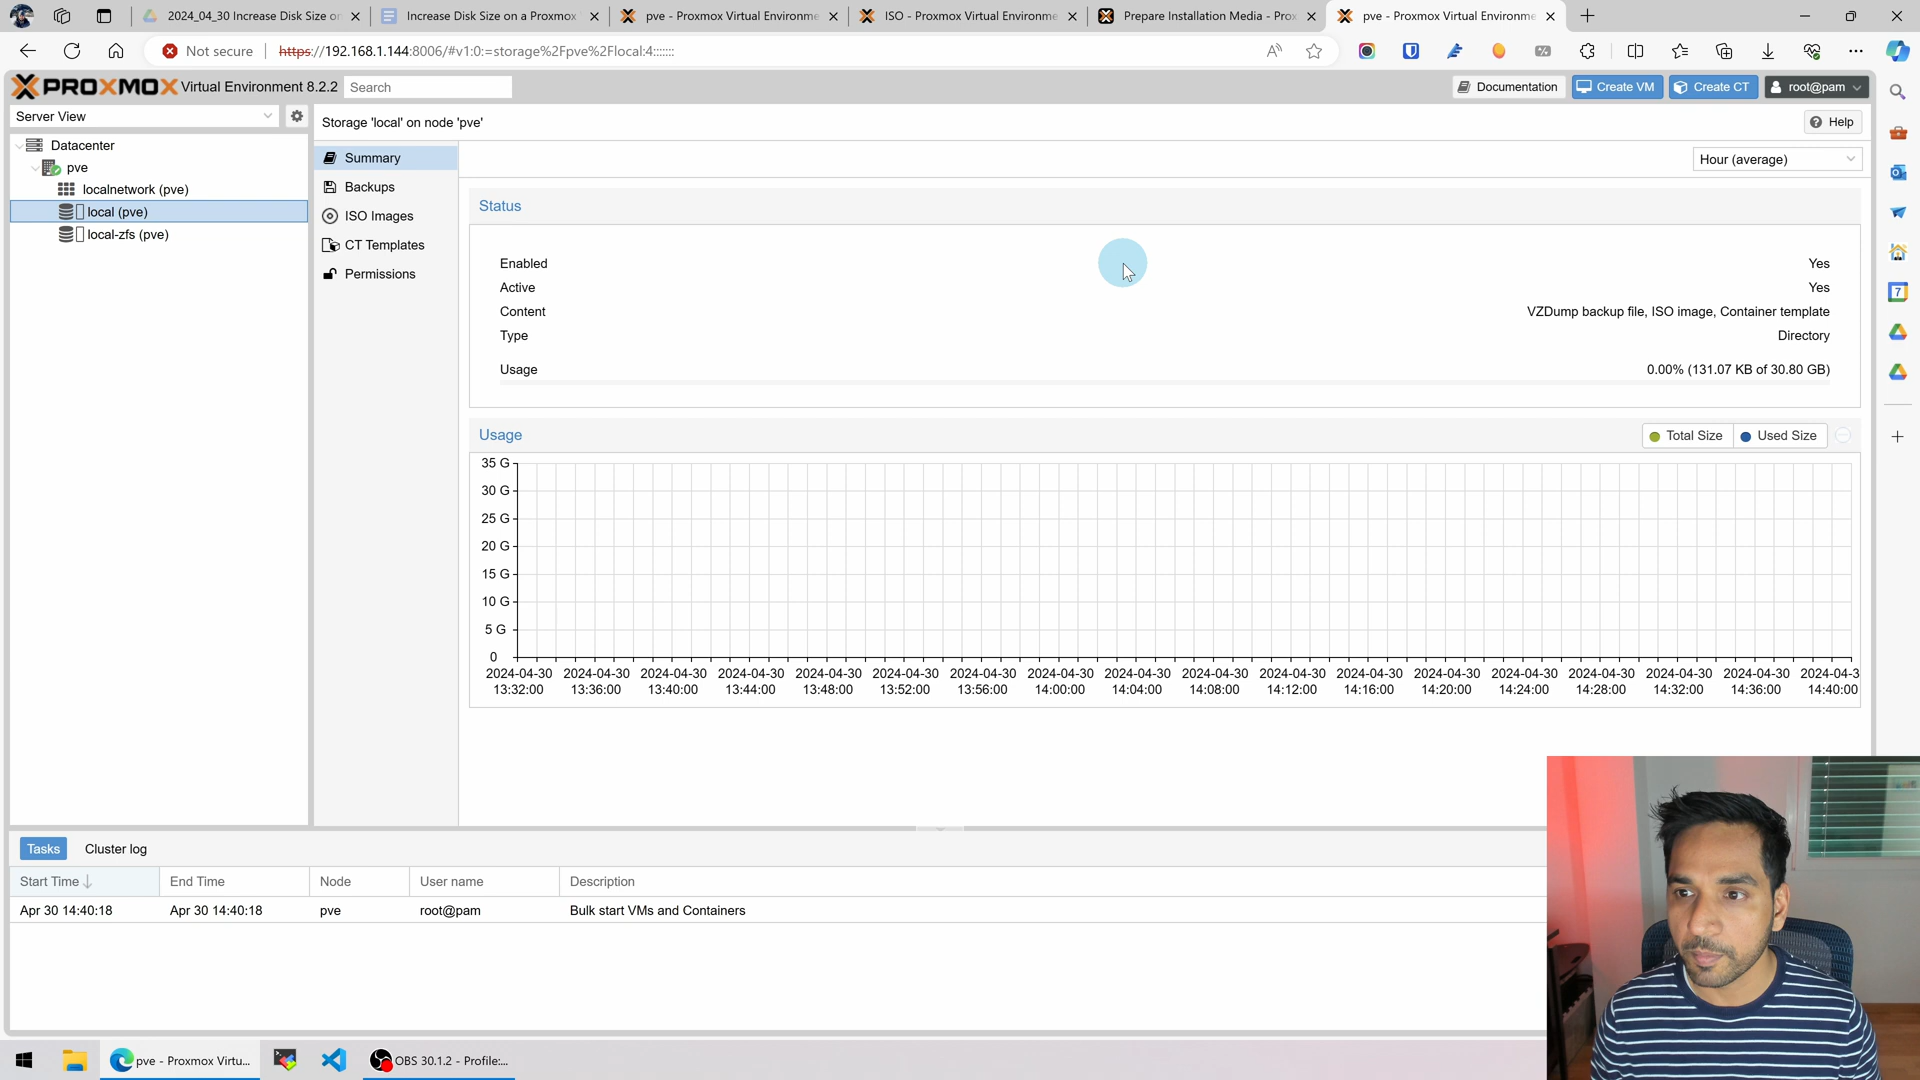 2024_04_30 Increase Disk Size or
Increase Disk Size on a Proxmox
pve - Proxmox Virtual Environme
ISO - Proxmox Virtual Environme
Prepare Installation Media - Prox
pve - Proxmox Virtual Environme
Not secure
https://192.168.1.144:8006/#v1:0:=storage%2Fpve%2Flocal:4:::::::
PROXMOX Virtual Environment 8.2.2
Search
Documentation
Create VM
Create CT
root@pam
Server View
Storage 'local' on node 'pve'
Help
Datacenter
pve
localnetwork (pve)
local (pve)
local-zfs (pve)
Summary
Backups
ISO Images
CT Templates
Permissions
Hour (average)
Status
Enabled Yes
Active Yes
Content VZDump backup file, ISO image, Container template
Type Directory
Usage 0.00% (131.07 KB of 30.80 GB)
Usage
Total Size
Used Size
35 G
30 G
25 G
20 G
15 G
10 G
5 G
0
2024-04-30 2024-04-30 2024-04-30 2024-04-30 2024-04-30 2024-04-30 2024-04-30 2024-04-30 2024-04-30 2024-04-30 2024-04-30 2024-04-30 2024-04-30 2024-04-30 2024-04-30 2024-04-30 2024-04-30 2024-04-3
13:32:00 13:36:00 13:40:00 13:44:00 13:48:00 13:52:00 13:56:00 14:00:00 14:04:00 14:08:00 14:12:00 14:16:00 14:20:00 14:24:00 14:28:00 14:32:00 14:36:00 14:40:00
Tasks
Cluster log
Start Time End Time Node User name Description
Apr 30 14:40:18 Apr 30 14:40:18 pve root@pam Bulk start VMs and Containers
pve - Proxmox Virtu...
OBS 30.1.2 - Profile:...
7